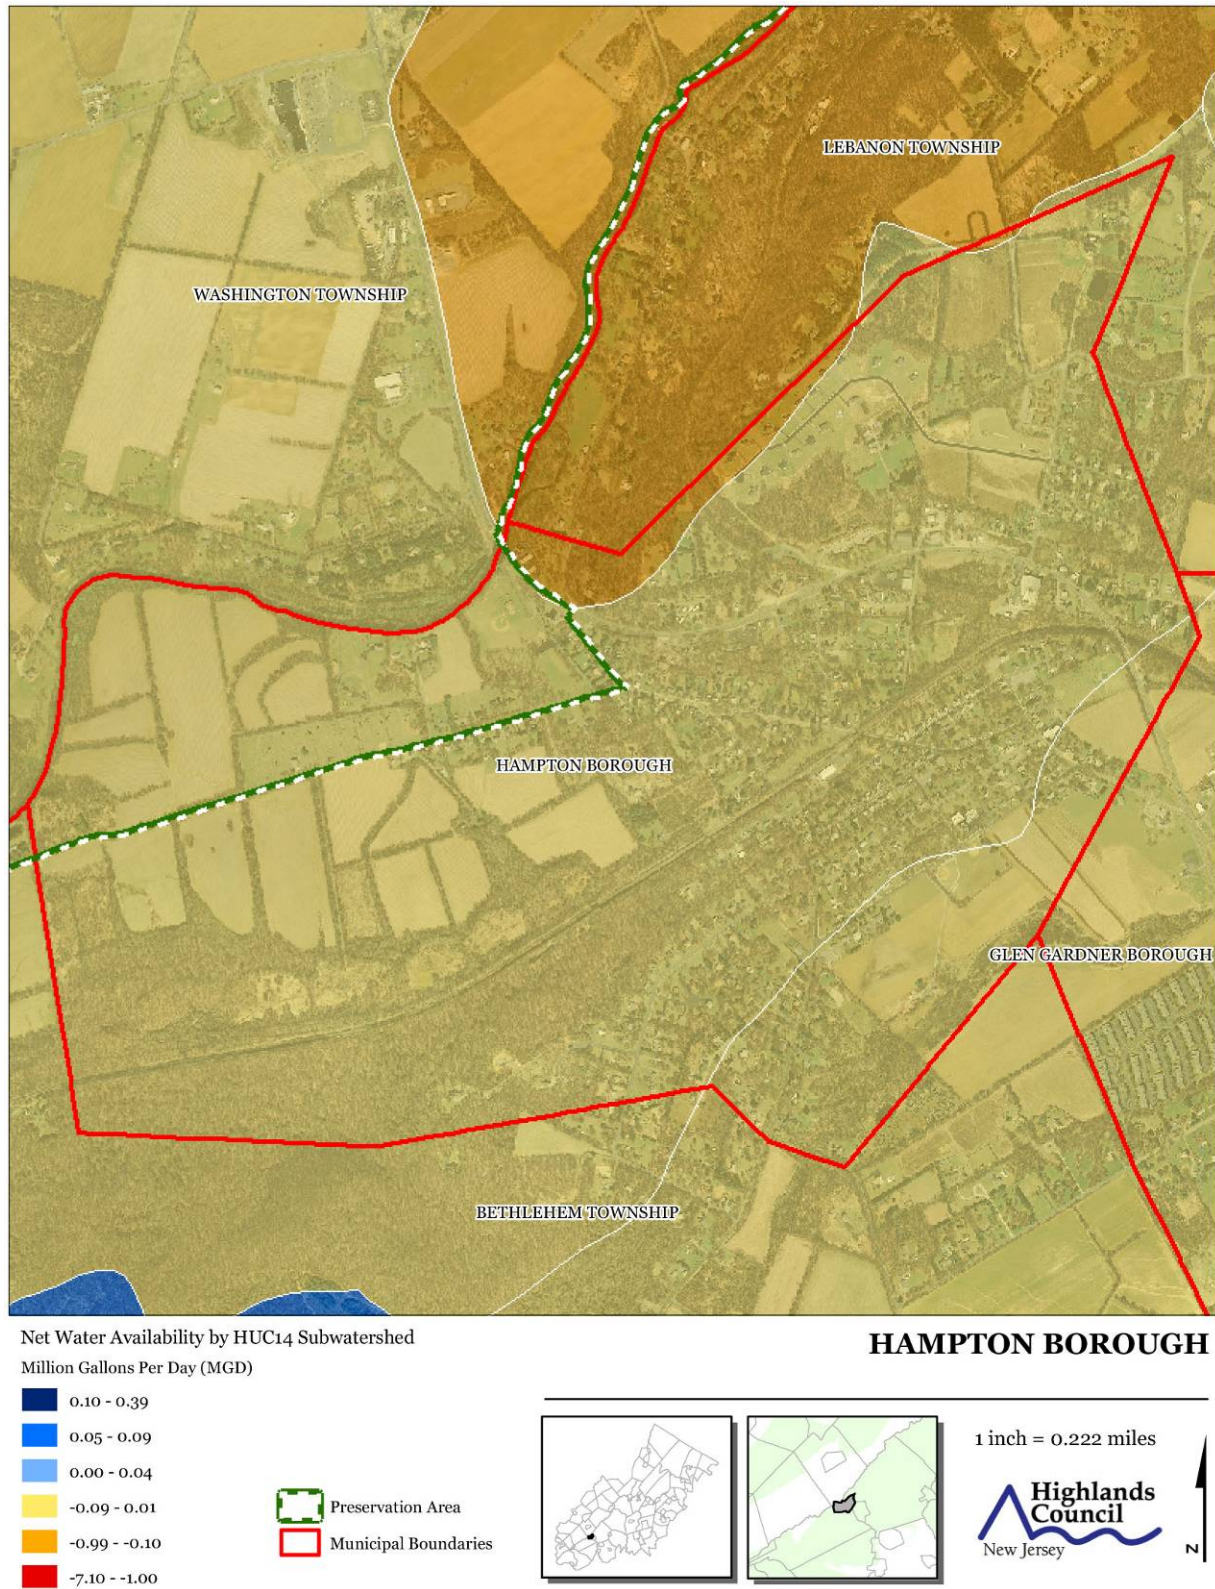 LEBANON TOWNSHIP
WASHINGTON TOWNSHIP
HAMPTON BOROUGH
GLEN GARDNER BOROUGH
BETHLEHEM TOWNSHIP
Net Water Availability by HUC14 Subwatershed
Million Gallons Per Day (MGD)
0.10 - 0.39
0.05 - 0.09
0.00 - 0.04
-0.09 - 0.01
-0.99 - -0.10
-7.10 - -1.00
Preservation Area
Municipal Boundaries
HAMPTON BOROUGH
1 inch = 0.222 miles
Highlands
Council
New Jersey
N